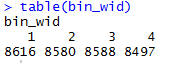 > table(bin_wid)
bin_wid
1 2 3 4
8616 8580 8588 8497